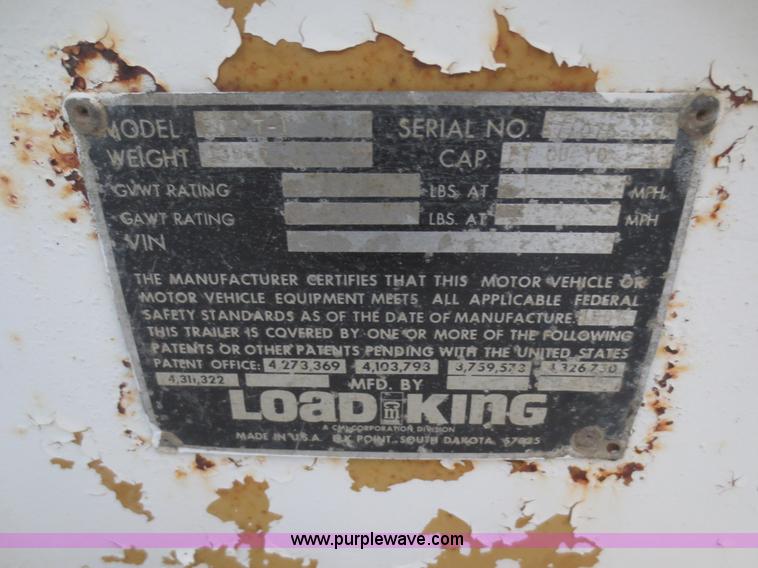 MODEL SERIAL NO.
WEIGHT CAP.
GVWT RATING LBS. AT MPH
GAWT RATING LBS. AT MPH
VIN
THE MANUFACTURER CERTIFIES THAT THIS MOTOR VEHICLE OR
MOTOR VEHICLE EQUIPMENT MEETS ALL APPLICABLE FEDERAL
SAFETY STANDARDS AS OF THE DATE OF MANUFACTURE.
THIS TRAILER IS COVERED BY ONE OR MORE OF THE FOLLOWING
PATENTS OR OTHER PATENTS PENDING WITH THE UNITED STATES
PATENT OFFICE: 4,273,369 4,103,793 3,759,573 4,326,730
4,311,322 MFD. BY
LOAD KING
A CMI CORPORATION DIVISION
MADE IN U.S.A. ELK POINT, SOUTH DAKOTA 57025
www.purplewave.com